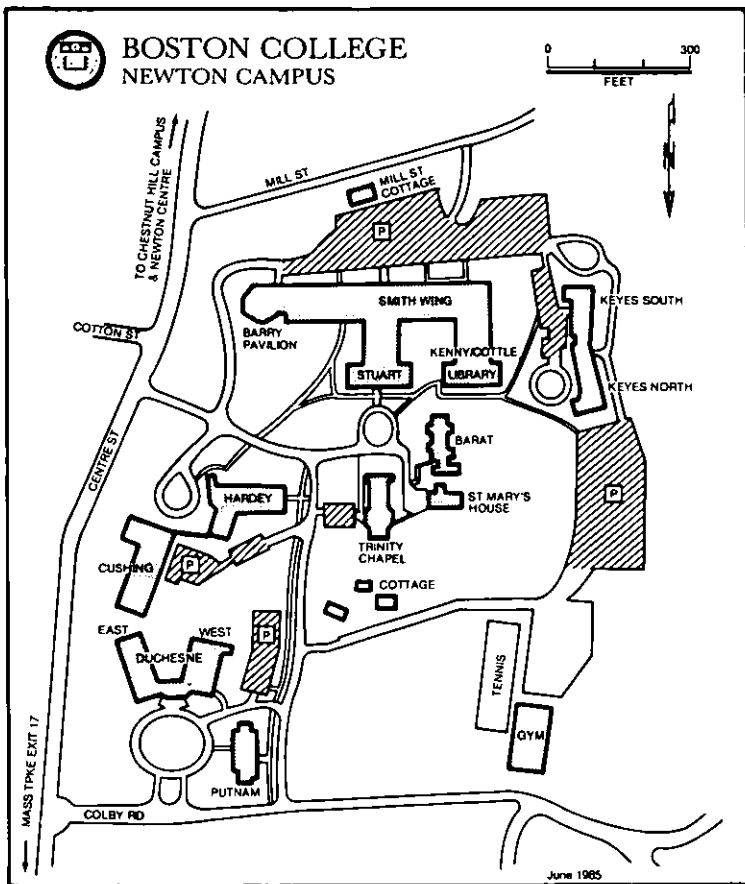 BOSTON COLLEGE
NEWTON CAMPUS
0 300
FEET
TO CHESTNUT HILL CAMPUS
& NEWTON CENTRE
MILL ST
MILL ST
COTTAGE
P
SMITH WING
KEYES SOUTH
COTTON ST
BARRY
PAVILION
KENNY/COTTLE
STUART
LIBRARY
KEYES NORTH
CENTRE ST
BARAT
HARDEY
P
ST MARY'S
HOUSE
TRINITY
CHAPEL
CUSHING
P
COTTAGE
EAST
WEST
P
DUCHESNE
TENNIS
GYM
MASS TPKE EXIT 17
PUTNAM
COLBY RD
June 1985